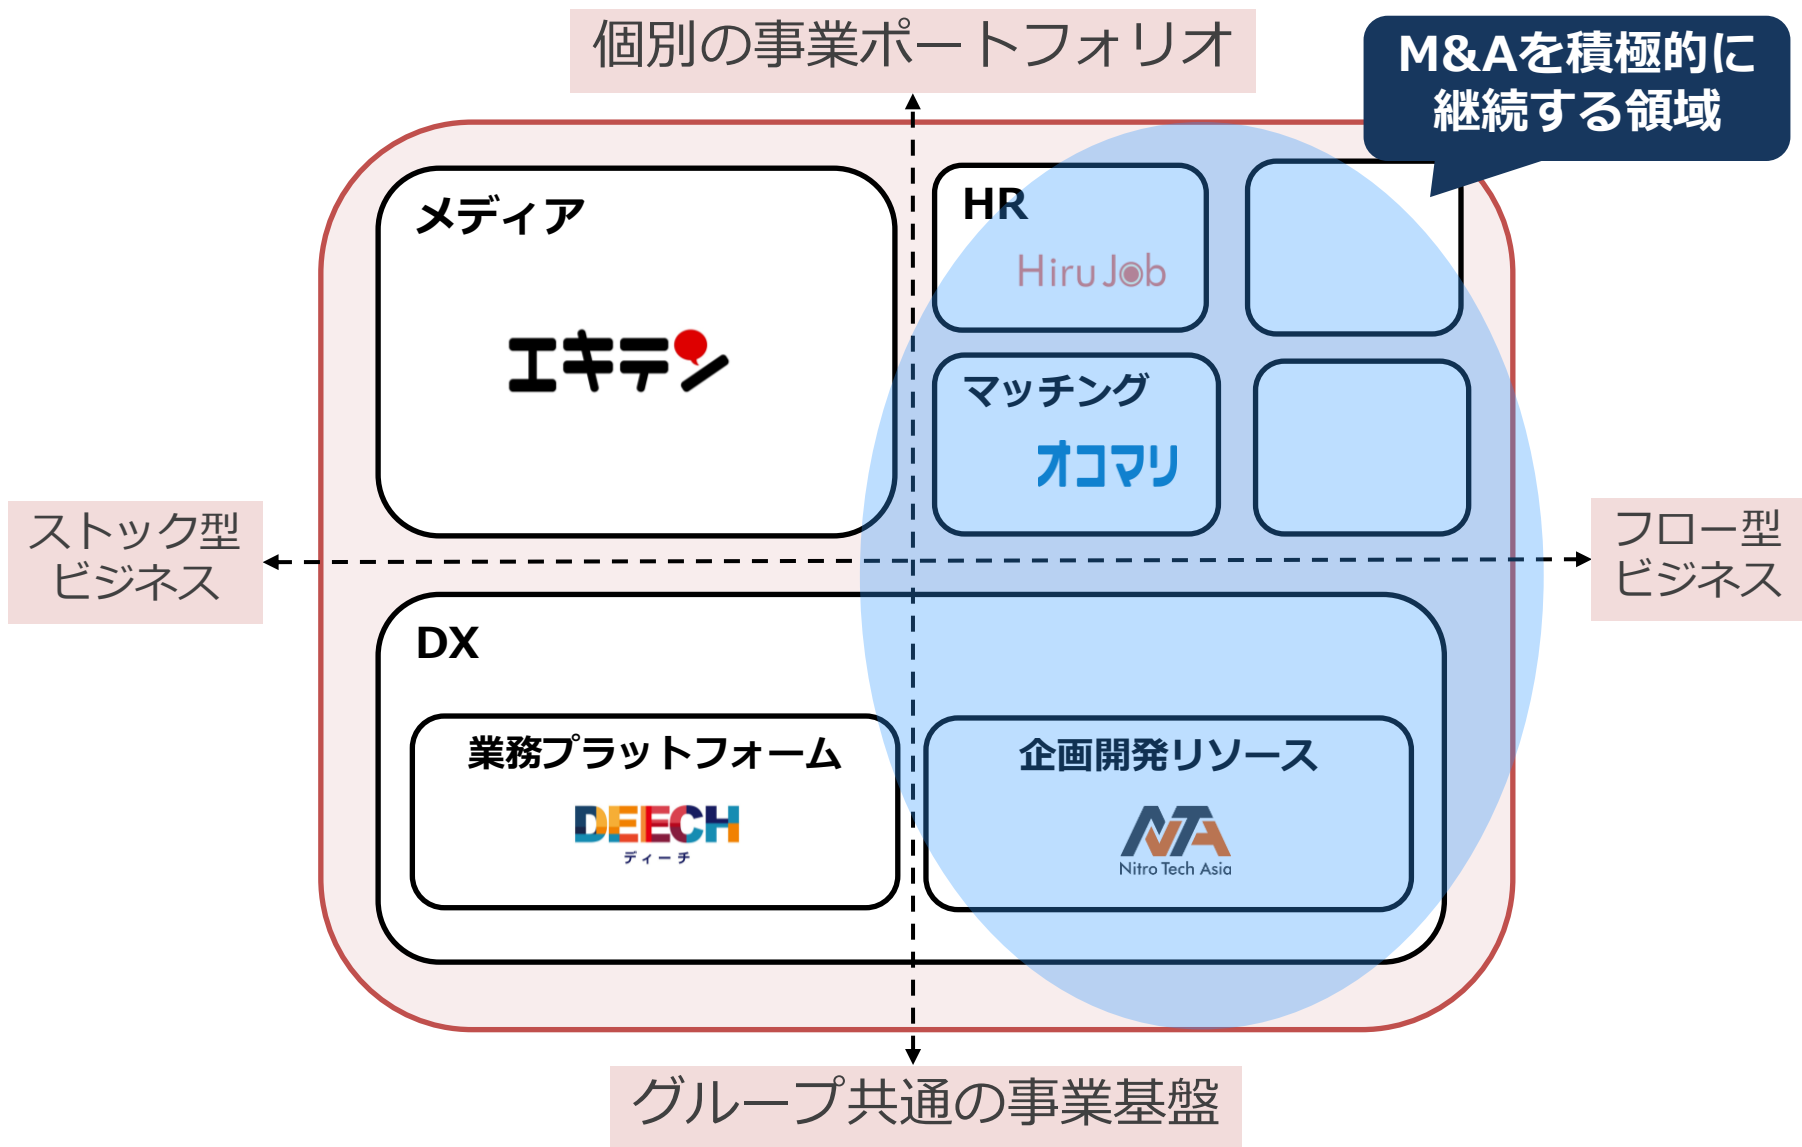 個別の事業ポートフォリオ
M&Aを積極的に
継続する領域
メディア
エキテン
HR
HiruJob
マッチング
オコマリ
ストック型
ビジネス
フロー型
ビジネス
DX
業務プラットフォーム
DEECH
ディーチ
企画開発リソース
NTA
Nitro Tech Asia
グループ共通の事業基盤